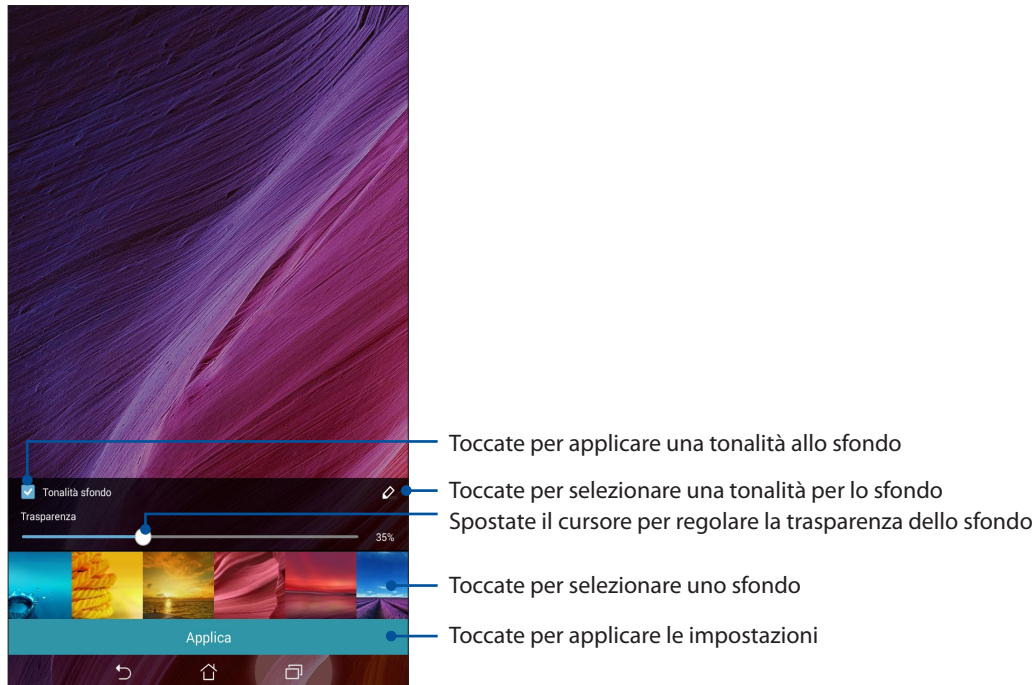 Toccate per applicare una tonalità allo sfondo
Tonalità sfondo
Toccate per selezionare una tonalità per lo sfondo
Trasparenza
Spostate il cursore per regolare la trasparenza dello sfondo
35%
Toccate per selezionare uno sfondo
Applica
Toccate per applicare le impostazioni